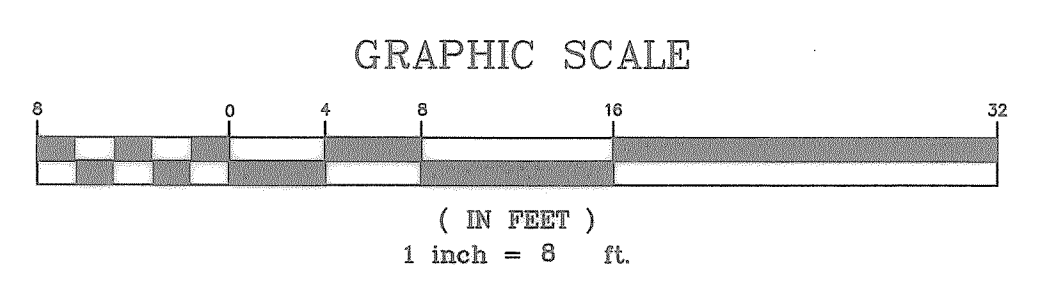 GRAPHIC SCALE
8 0 4 8 16 32
( IN FEET )
1 inch = 8 ft.